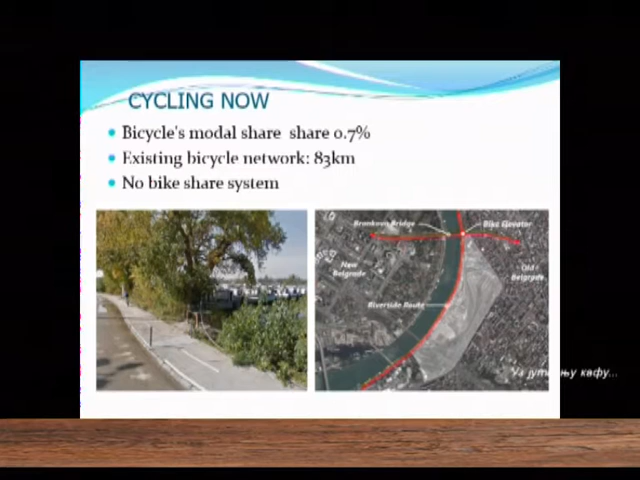 CYCLING NOW
Bicycle's modal share share 0.7%
Existing bicycle network: 83km
No bike share system
Brankova Bridge
Bike Elevator
New
Belgrade
Old
Belgrade
Riverside Route
Уз јутарњу кафу...